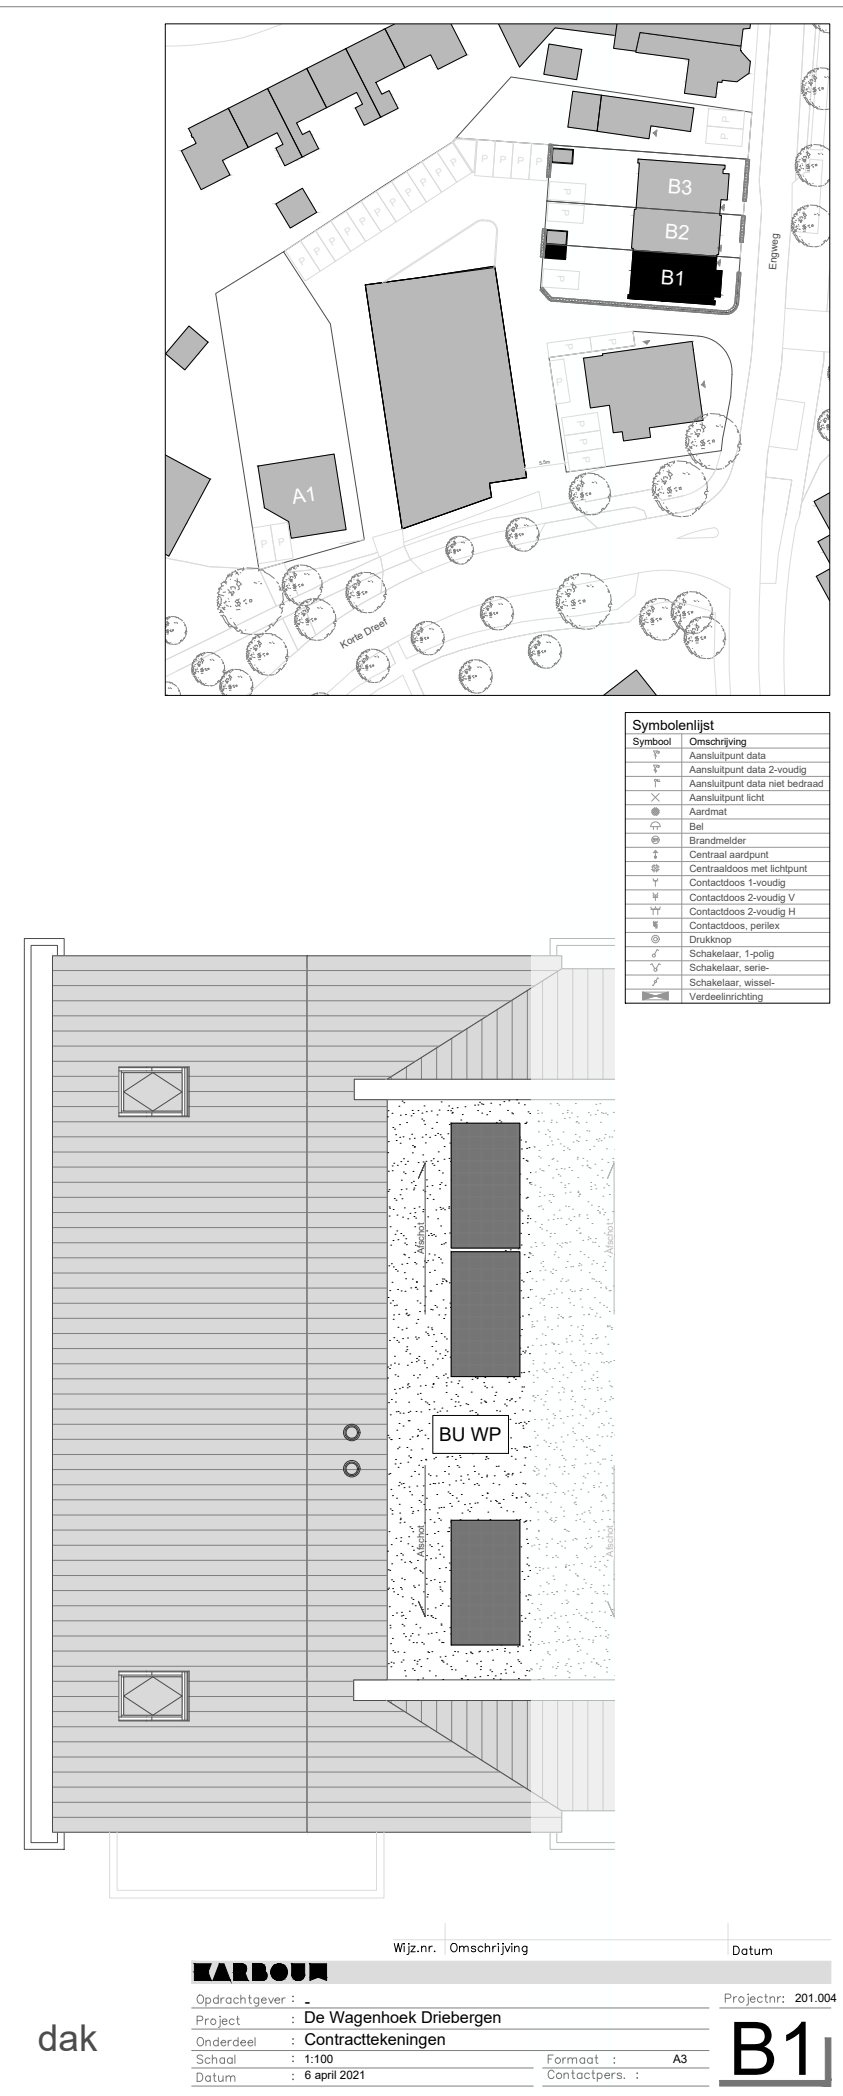 B3
B2
B1
Engweg
A1
5.5m
Korte Dreef
Symbolenlijst
Symbool Omschrijving
Aansluitpunt data
Aansluitpunt data 2-voudig
Aansluitpunt data niet bedraad
Aansluitpunt licht
Aardmat
Bel
Brandmelder
Centraal aardpunt
Centraaldoos met lichtpunt
Contactdoos 1-voudig
Contactdoos 2-voudig V
Contactdoos 2-voudig H
Contactdoos, perilex
Drukknop
Schakelaar, 1-polig
Schakelaar, serie-
Schakelaar, wissel-
Verdeelinrichting
Afschot
Afschot
BU WP
Afschot
Afschot
Wijz.nr. Omschrijving Datum
KARBOUW
Opdrachtgever : - Projectnr: 201.004
Project : De Wagenhoek Driebergen
Onderdeel : Contracttekeningen
Schaal : 1:100 Formaat : A3
Datum : 6 april 2021 Contactpers. :
B1
dak